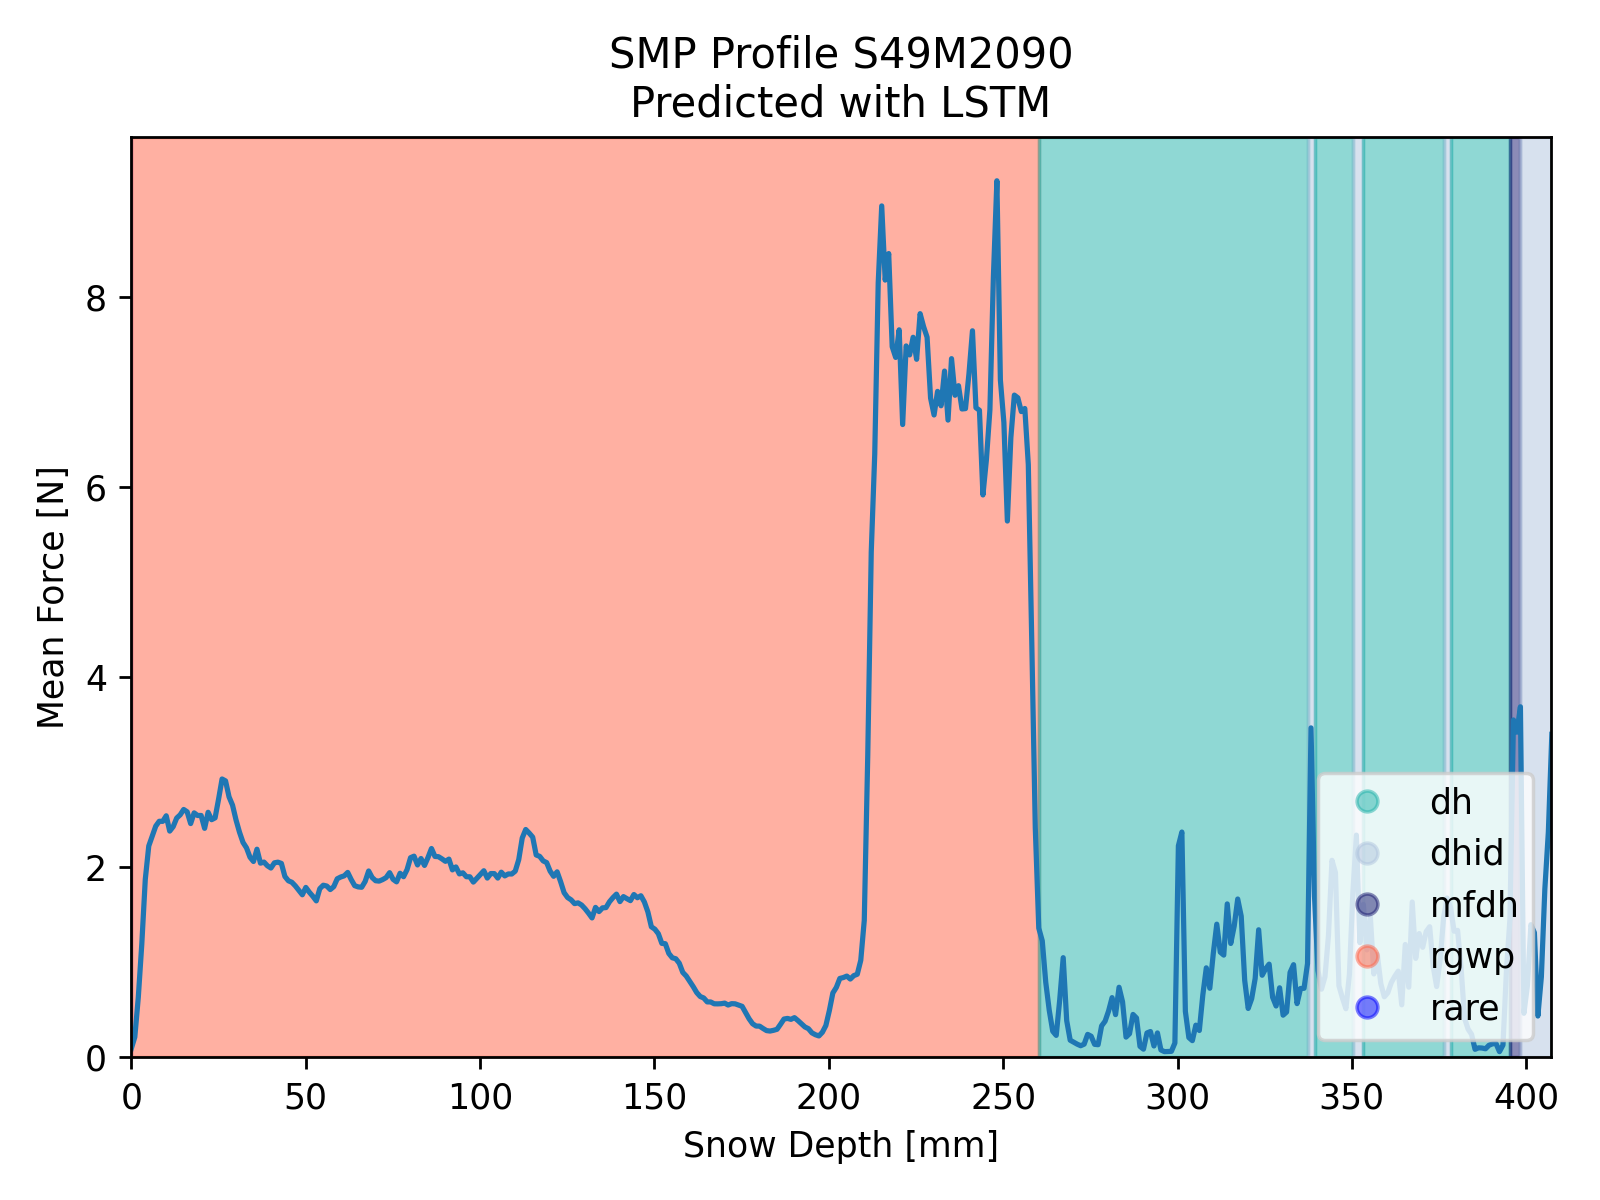 SMP Profile S49M2090
Predicted with LSTM
Mean Force [N]
8
6
4
2
0
dh
dhid
mfdh
rgwp
rare
0 50 100 150 200 250 300 350 400
Snow Depth [mm]